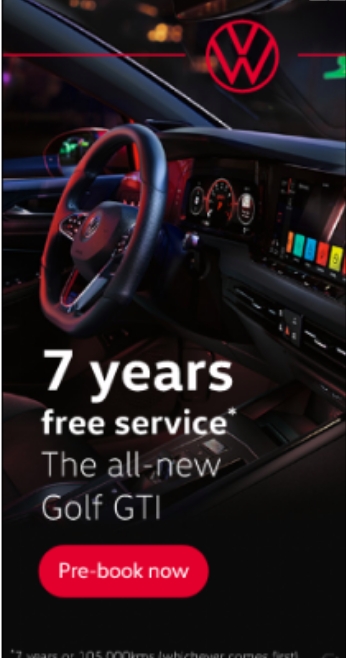 7 years
free service*
The all-new
Golf GTI
Pre-book now
*7 years or 105,000kms (whichever comes first)